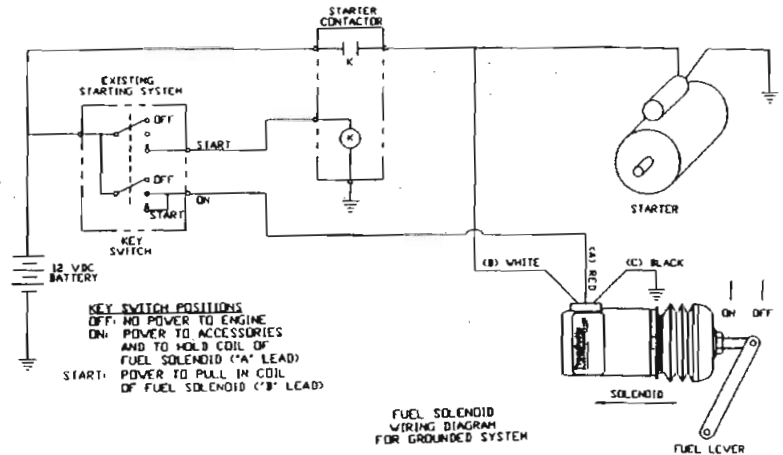 STARTER
CONTACTOR
K
EXISTING
STARTING SYSTEM
OFF
START
K
OFF
ON
START
STARTER
KEY
SWITCH
(B) WHITE
(A) RED
(C) BLACK
12 VDC
BATTERY
KEY SWITCH POSITIONS
OFF: NO POWER TO ENGINE
ON: POWER TO ACCESSORIES
AND TO HOLD COIL OF
FUEL SOLENOID ("A" LEAD)
START: POWER TO PULL IN COIL
OF FUEL SOLENOID ("B" LEAD)
ON OFF
SOLENOID
FUEL SOLENOID
WIRING DIAGRAM
FOR GROUNDED SYSTEM
FUEL LEVER